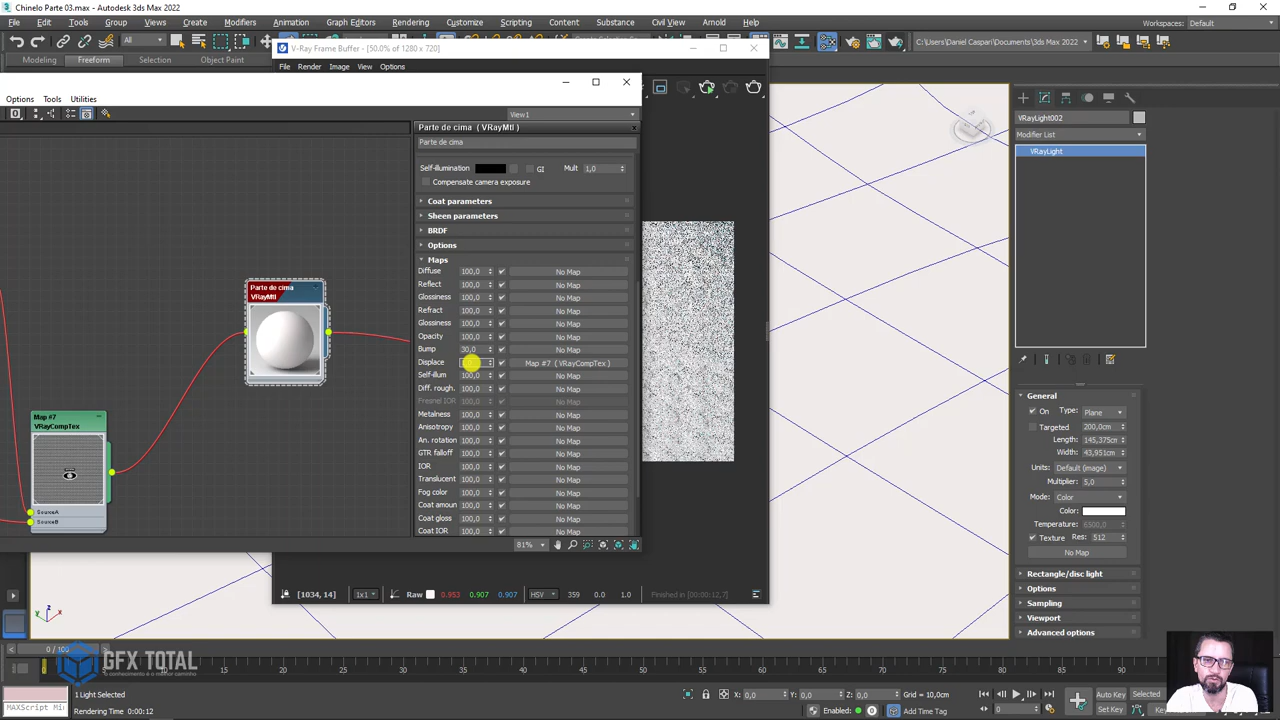 Chinelo Parte 03.max - Autodesk 3ds Max 2022
File Edit Tools Group Views Create Modifiers Animation Graph Editors Rendering Customize Scripting Content Substance Civil View Arnold Help
Workspaces: Default
All
C:\Users\Daniel
Documents\3ds Max 2022
Modeling Freeform Selection Object Paint
V-Ray Frame Buffer - [50.0% of 1280 x 720]
File Render Image View Options
Options Tools Utilities
View1
Parte de cima ( VRayMtl )
Parte de cima
Self-illumination GI Mult 1,0
Compensate camera exposure
Coat parameters
Sheen parameters
BRDF
Options
Maps
Diffuse 100,0 No Map
Reflect 100,0 No Map
Glossiness 100,0 No Map
Refract 100,0 No Map
Glossiness 100,0 No Map
Opacity 100,0 No Map
Bump 30,0 No Map
Displace Map #7 ( VRayCompTex )
Self-illum 100,0 No Map
Diff. rough. 100,0 No Map
Fresnel IOR 100,0 No Map
Metalness 100,0 No Map
Anisotropy 100,0 No Map
An. rotation 100,0 No Map
GTR falloff 100,0 No Map
IOR 100,0 No Map
Translucent 100,0 No Map
Fog color 100,0 No Map
Coat amoun 100,0 No Map
Coat gloss 100,0 No Map
Coat IOR 100,0 No Map
81%
Parte de cima
VRayMtl
Map #7
VRayCompTex
SourceA
SourceB
[1034, 14] 1x1 Raw 0.953 0.907 0.907 HSV 359 0.0 1.0 Finished in [00:00:12,7]
VRayLight002
Modifier List
VRayLight
General
On Type: Plane
Targeted 200,0cm
Length: 145,375cm
Width: 43,951cm
Units: Default (image)
Multiplier: 5,0
Mode: Color
Color:
Temperature: 6500,0
Texture Res: 512
No Map
Rectangle/disc light
Options
Sampling
Viewport
Advanced options
0 / 100
GFX TOTAL
o conhecimento é o melhor caminho
15 25 30 35 40 45 50 55 60 65 70 75 80 85 90
MAXScript Mi
1 Light Selected
Rendering Time 0:00:12
X: 0,0 Y: 0,0 Z: 0,0 Grid = 10,0cm
Enabled: Add Time Tag
0
Auto Key Selected
Set Key